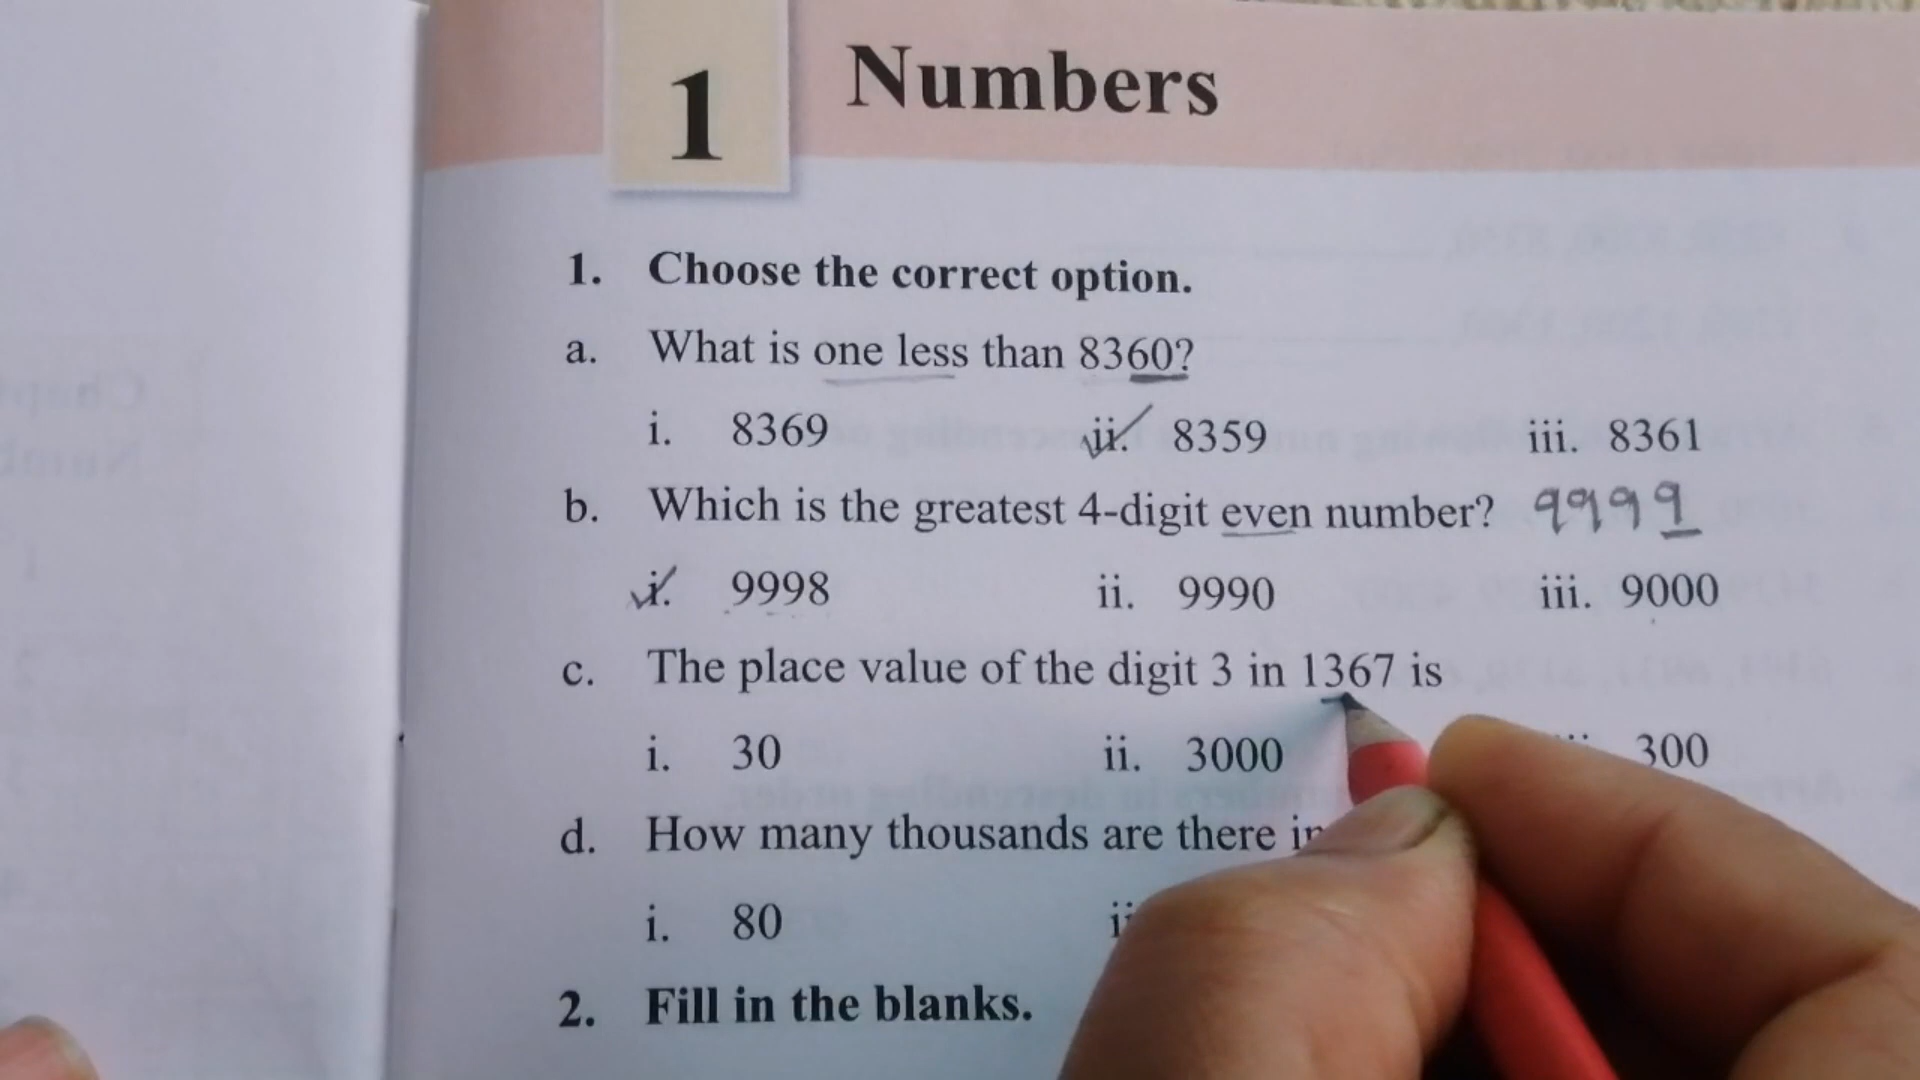 1 Numbers
1. Choose the correct option.
a. What is one less than 8360?
i. 8369 ii. 8359 iii. 8361
b. Which is the greatest 4-digit even number? 9999
i. 9998 ii. 9990 iii. 9000
c. The place value of the digit 3 in 1367 is
i. 30 ii. 3000 300
d. How many thousands are there
i. 80
2. Fill in the blanks.